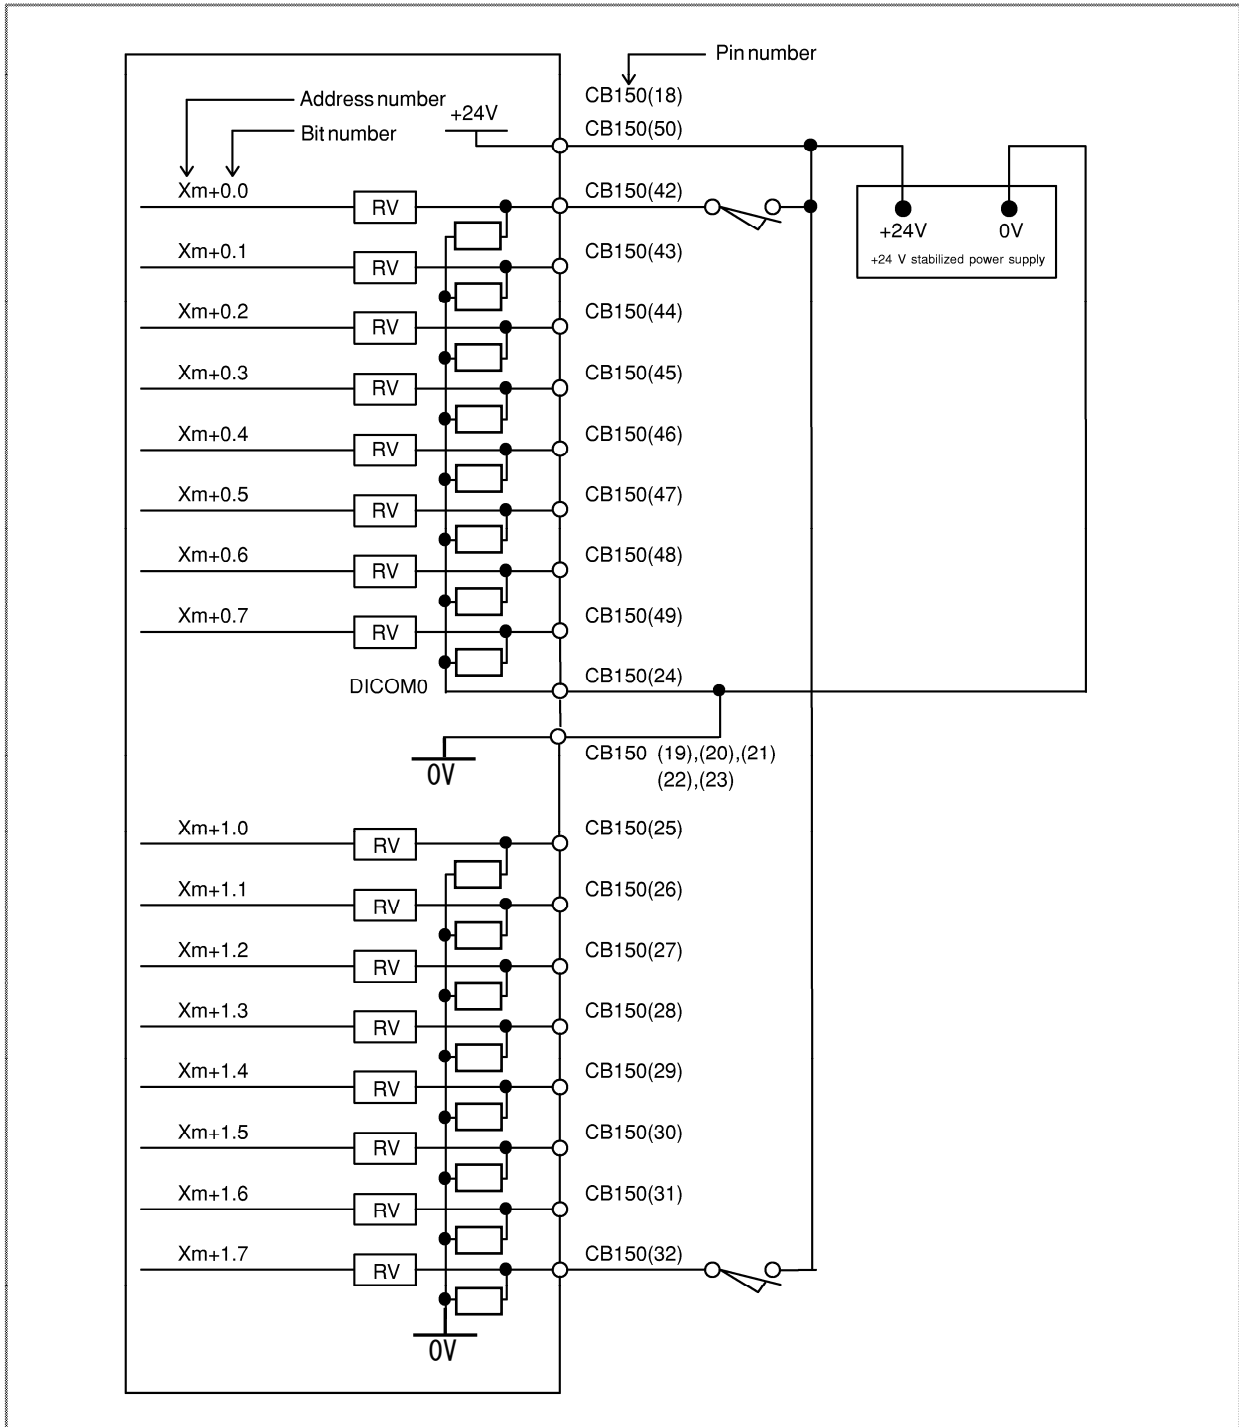 Pin number
CB150(18)
Address number
+24V
CB150(50)
Bit number
Xm+0.0
RV
CB150(42)
+24V
0V
+24 V stabilized power supply
Xm+0.1
RV
CB150(43)
Xm+0.2
RV
CB150(44)
Xm+0.3
RV
CB150(45)
Xm+0.4
RV
CB150(46)
Xm+0.5
RV
CB150(47)
Xm+0.6
RV
CB150(48)
Xm+0.7
RV
CB150(49)
DICOM0
CB150(24)
0V
CB150 (19),(20),(21)
(22),(23)
Xm+1.0
RV
CB150(25)
Xm+1.1
RV
CB150(26)
Xm+1.2
RV
CB150(27)
Xm+1.3
RV
CB150(28)
Xm+1.4
RV
CB150(29)
Xm+1.5
RV
CB150(30)
Xm+1.6
RV
CB150(31)
Xm+1.7
RV
CB150(32)
0V